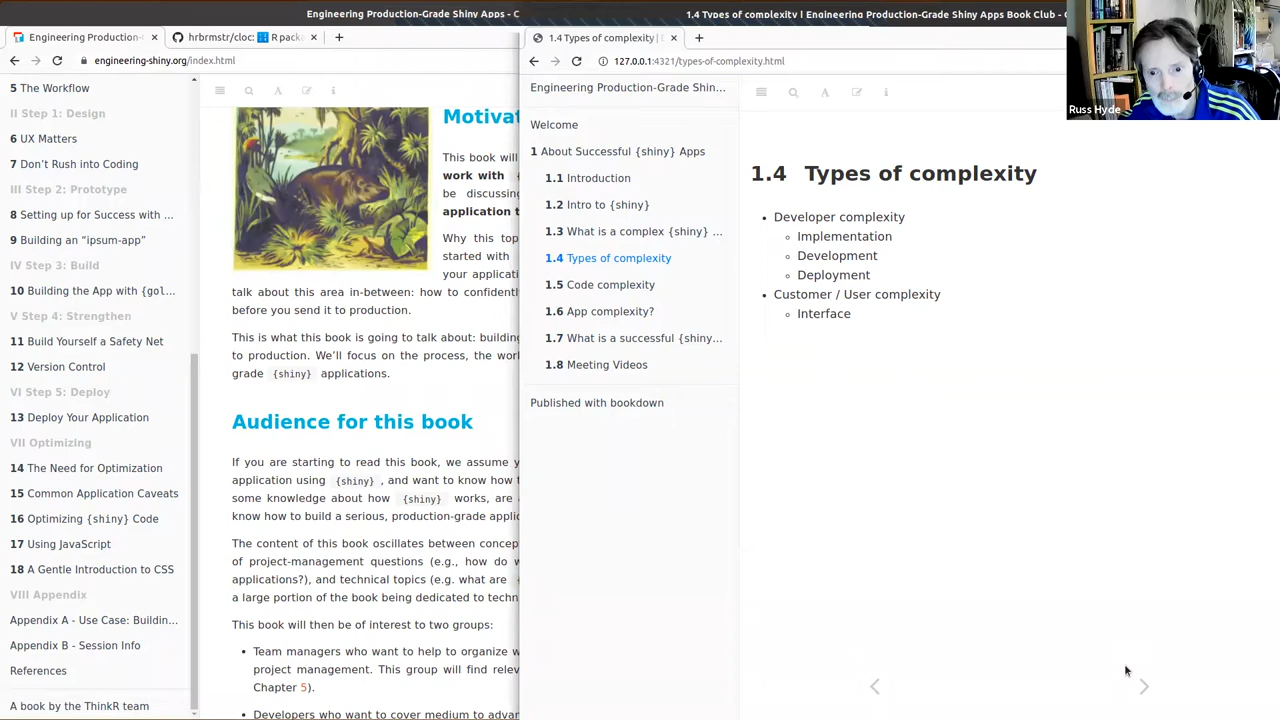 Engineering Production-Grade Shiny Apps - C
1.4 Types of complexity | Engineering Production-Grade Shiny Apps Book Club - G
Engineering Production-
hrbrmstr/cloc: R pack
engineering-shiny.org/index.html
5 The Workflow
II Step 1: Design
6 UX Matters
7 Don't Rush into Coding
III Step 2: Prototype
8 Setting up for Success with ...
9 Building an “ipsum-app”
IV Step 3: Build
10 Building the App with {gol...
V Step 4: Strengthen
11 Build Yourself a Safety Net
12 Version Control
VI Step 5: Deploy
13 Deploy Your Application
VII Optimizing
14 The Need for Optimization
15 Common Application Caveats
16 Optimizing {shiny} Code
17 Using JavaScript
18 A Gentle Introduction to CSS
VIII Appendix
Appendix A - Use Case: Buildin...
Appendix B - Session Info
References
A book by the ThinkR team
Motivat
This book will
work with
be discussing
application t
Why this top
started with
your applicati
talk about this area in-between: how to confidentl
before you send it to production.
This is what this book is going to talk about: building
to production. We'll focus on the process, the wor
grade {shiny} applications.
Audience for this book
If you are starting to read this book, we assume y
application using {shiny} , and want to know how t
some knowledge about how {shiny} works, are
know how to build a serious, production-grade applic
The content of this book oscillates between concep
of project-management questions (e.g., how do w
applications?), and technical topics (e.g. what are
a large portion of the book being dedicated to techn
This book will then be of interest to two groups:
• Team managers who want to help to organize w
project management. This group will find relev
Chapter 5).
• Developers who want to cover medium to advan
1.4 Types of complexity |
127.0.0.1:4321/types-of-complexity.html
Engineering Production-Grade Shin...
Welcome
1 About Successful {shiny} Apps
1.1 Introduction
1.2 Intro to {shiny}
1.3 What is a complex {shiny} ...
1.4 Types of complexity
1.5 Code complexity
1.6 App complexity?
1.7 What is a successful {shiny...
1.8 Meeting Videos
Published with bookdown
1.4 Types of complexity
• Developer complexity
◦ Implementation
◦ Development
◦ Deployment
• Customer / User complexity
◦ Interface
Russ Hyde